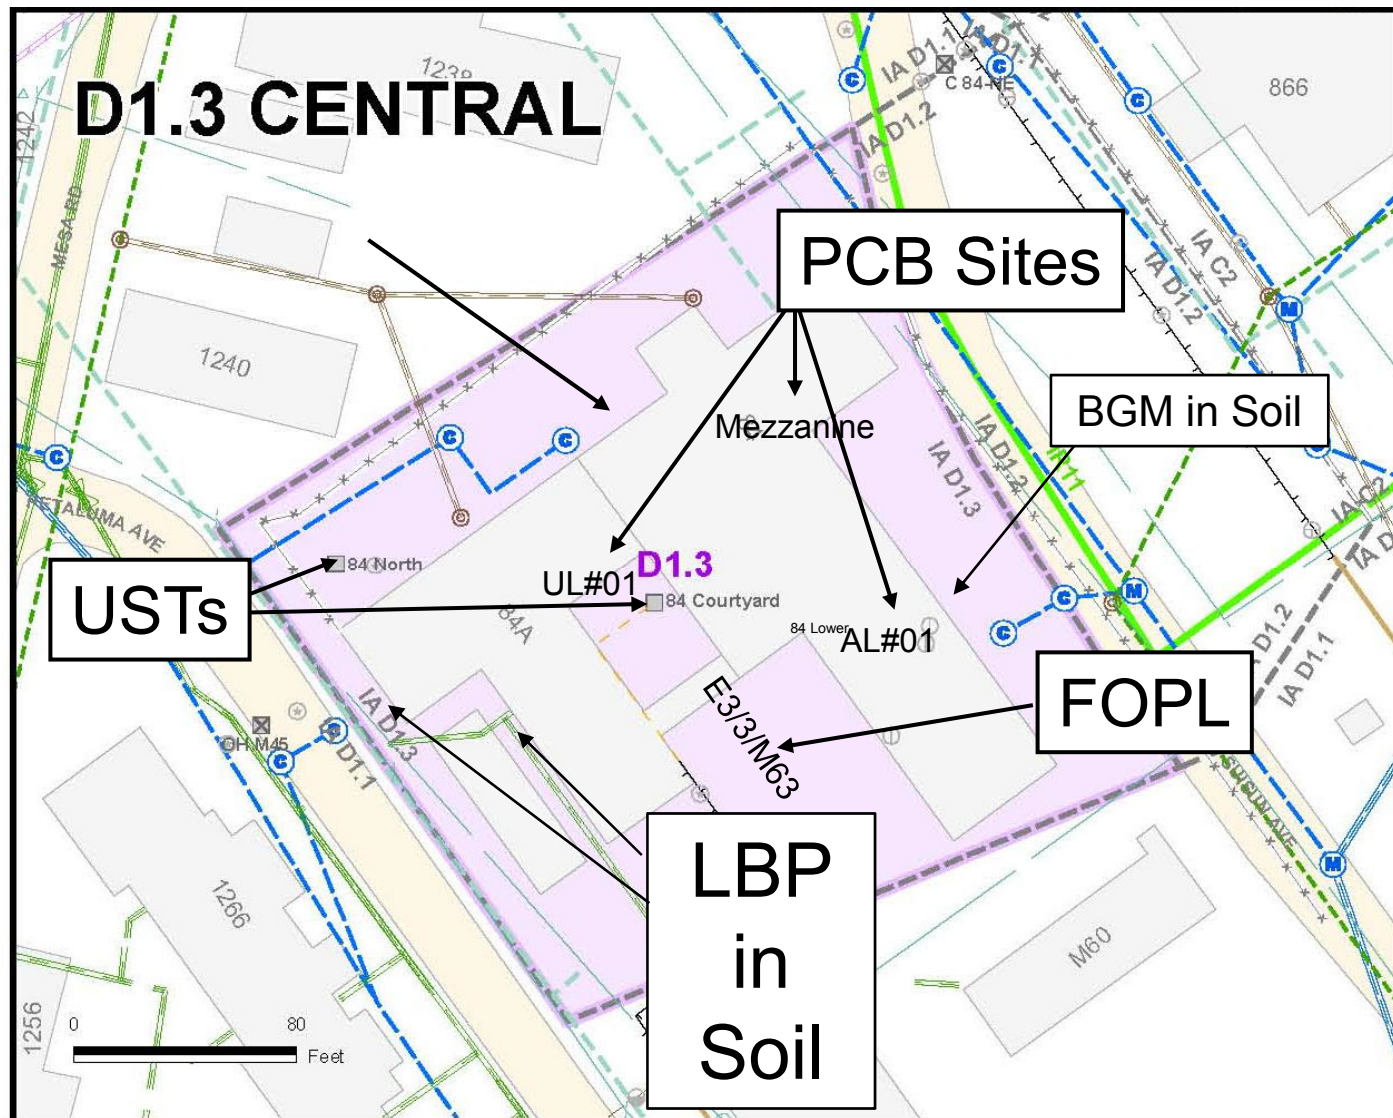 D1.3 CENTRAL
1238
1242
IA D1.1
IA D1.1
C 84-NE
IA D1.2
866
MESA RD
PCB Sites
IA C2
IA D1.2
1240
BGM in Soil
Mezzanine
IA D1.3
IA D1.2
IA C2
USTs
84 North
UL#01
D1.3
84 Courtyard
84A
84 Lower
AL#01
IA D1.2
IA D1.1
FOPL
E3/3/M63
IA D1.3
OH M45
IA D1.1
LBP
in
Soil
1266
M60
1256
0
80
Feet